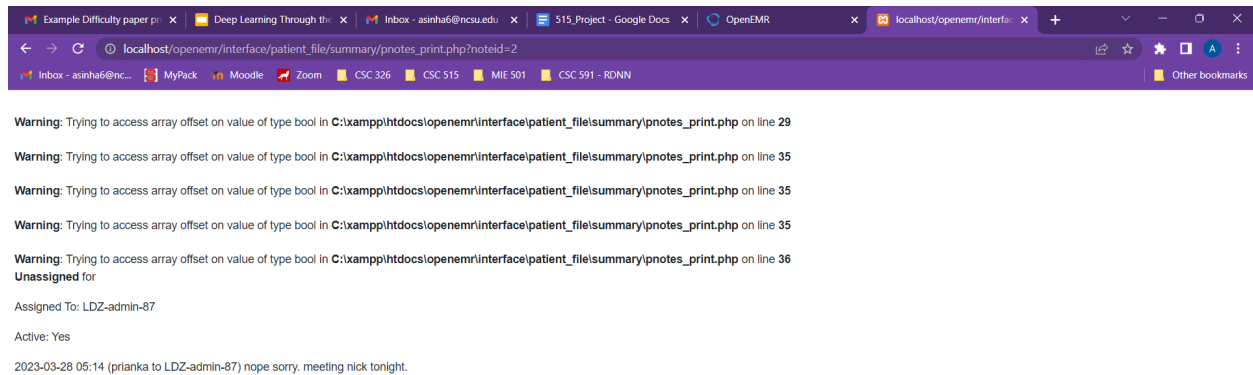 Example Difficulty paper pr
Deep Learning Through the
Inbox - asinha6@ncsu.edu
515_Project - Google Docs
OpenEMR
localhost/openemr/interfac
localhost/openemr/interface/patient_file/summary/pnotes_print.php?noteid=2
A
Inbox - asinha6@nc...
MyPack
Moodle
Zoom
CSC 326
CSC 515
MIE 501
CSC 591 - RDNN
Other bookmarks
Warning: Trying to access array offset on value of type bool in C:\xampp\htdocs\openemr\interface\patient_file\summary\pnotes_print.php on line 29
Warning: Trying to access array offset on value of type bool in C:\xampp\htdocs\openemr\interface\patient_file\summary\pnotes_print.php on line 35
Warning: Trying to access array offset on value of type bool in C:\xampp\htdocs\openemr\interface\patient_file\summary\pnotes_print.php on line 35
Warning: Trying to access array offset on value of type bool in C:\xampp\htdocs\openemr\interface\patient_file\summary\pnotes_print.php on line 35
Warning: Trying to access array offset on value of type bool in C:\xampp\htdocs\openemr\interface\patient_file\summary\pnotes_print.php on line 36
Unassigned for
Assigned To: LDZ-admin-87
Active: Yes
2023-03-28 05:14 (prianka to LDZ-admin-87) nope sorry. meeting nick tonight.